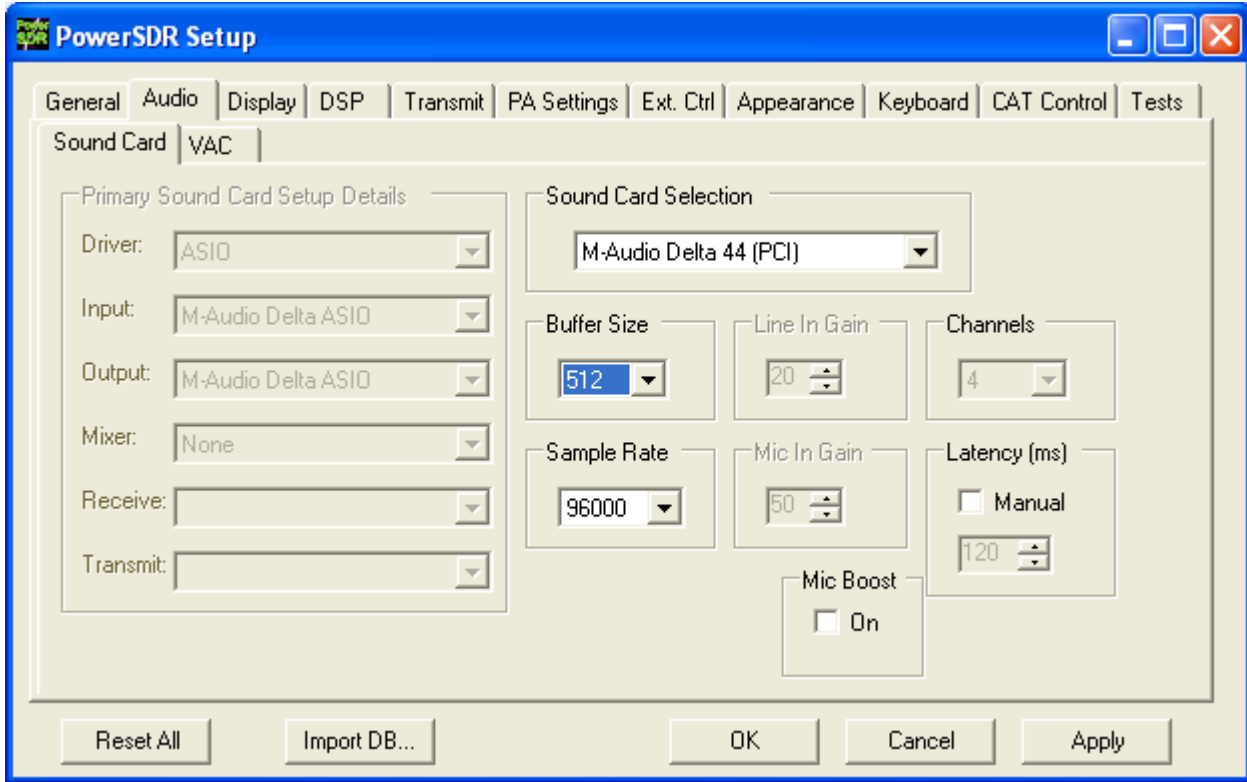 PowerSDR Setup
General Audio Display DSP Transmit PA Settings Ext. Ctrl Appearance Keyboard CAT Control Tests
Sound Card VAC
Primary Sound Card Setup Details
Driver: ASIO
Input: M-Audio Delta ASIO
Output: M-Audio Delta ASIO
Mixer: None
Receive:
Transmit:
Sound Card Selection
M-Audio Delta 44 (PCI)
Buffer Size
512
Line In Gain
20
Channels
4
Sample Rate
96000
Mic In Gain
50
Latency (ms)
Manual
120
Mic Boost
On
Reset All Import DB... OK Cancel Apply